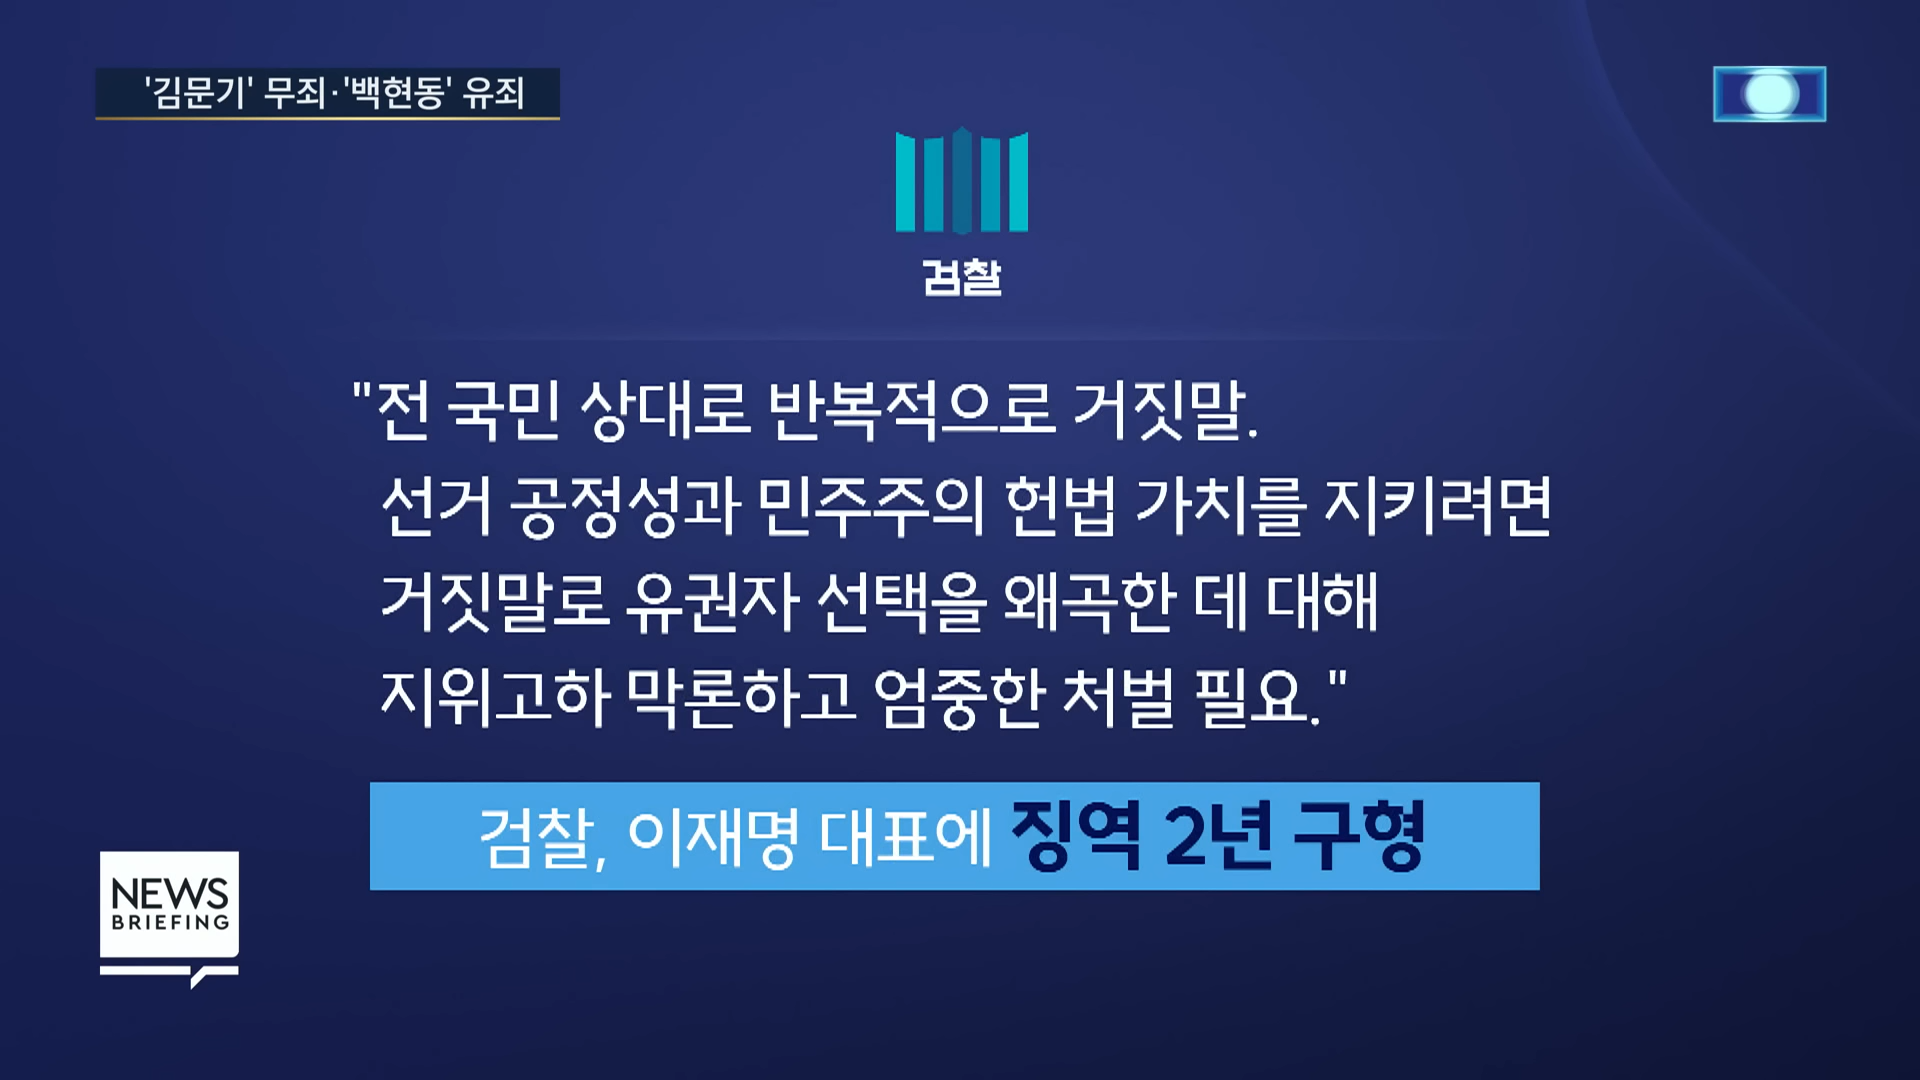 '김문기' 무죄·'백현동' 유죄
검찰
"전 국민 상대로 반복적으로 거짓말.
선거 공정성과 민주주의 헌법 가치를 지키려면
거짓말로 유권자 선택을 왜곡한 데 대해
지위고하 막론하고 엄중한 처벌 필요."
검찰, 이재명 대표에 징역 2년 구형
NEWS
BRIEFING